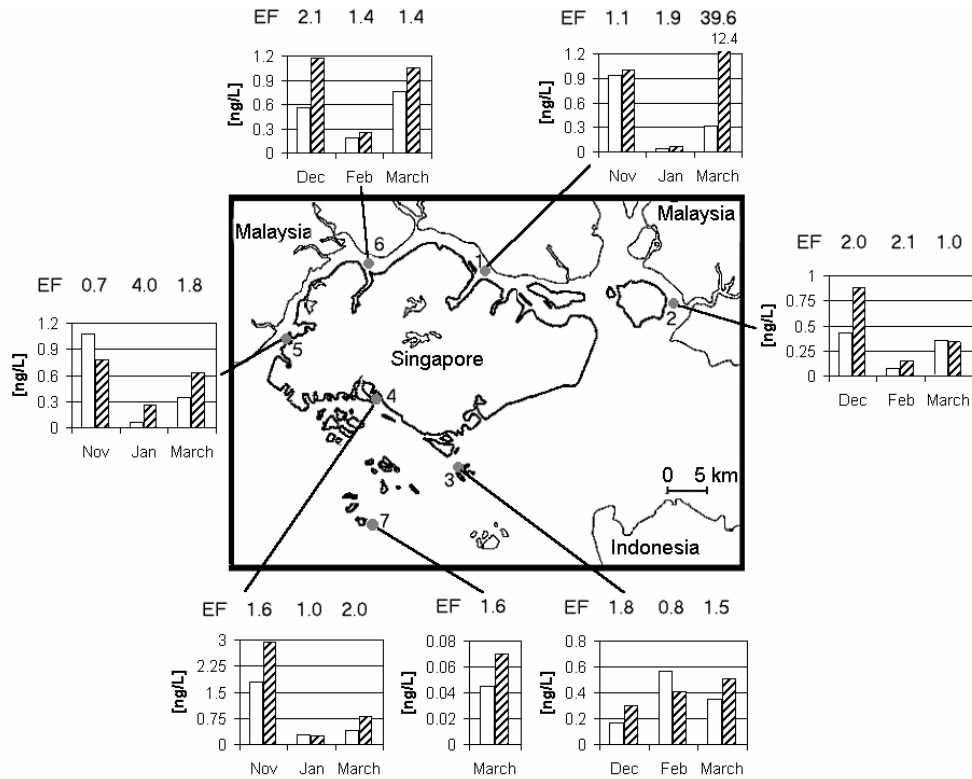 EF 2.1 1.4 1.4
[ng/L]
1.2
0.9
0.6
0.3
0
Dec Feb March
EF 1.1 1.9 39.6
12.4
[ng/L]
1.2
0.9
0.6
0.3
0
Nov Jan March
Malaysia
Malaysia
6
1
2
5
Singapore
4
3
7
0 5 km
Indonesia
EF 0.7 4.0 1.8
[ng/L]
1.2
0.9
0.6
0.3
0
Nov Jan March
EF 2.0 2.1 1.0
[ng/L]
1
0.75
0.5
0.25
0
Dec Feb March
EF 1.6 1.0 2.0
[ng/L]
3
2.25
1.5
0.75
0
Nov Jan March
EF 1.6
[ng/L]
0.08
0.06
0.04
0.02
0
March
EF 1.8 0.8 1.5
[ng/L]
0.8
0.6
0.4
0.2
0
Dec Feb March